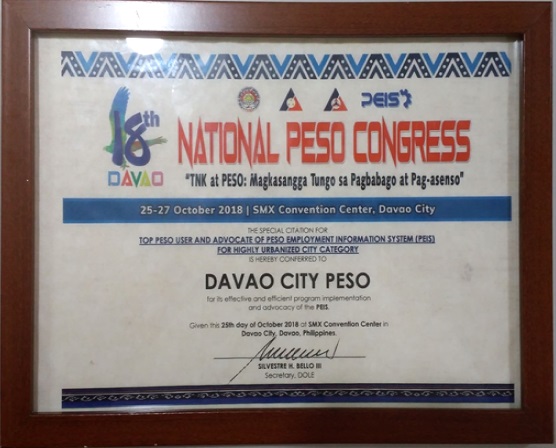 18th
DAVAO
PEIS
NATIONAL PESO CONGRESS
"TNK at PESO: Magkasangga Tungo sa Pagbabago at Pag-asenso"
25-27 October 2018 | SMX Convention Center, Davao City
THE SPECIAL CITATION FOR
TOP PESO USER AND ADVOCATE OF PESO EMPLOYMENT INFORMATION SYSTEM (PEIS)
FOR HIGHLY URBANIZED CITY CATEGORY
IS HEREBY CONFERRED TO
DAVAO CITY PESO
for its effective and efficient program implementation
and advocacy of the PEIS.
Given this 25th day of October 2018 at SMX Convention Center in
Davao City, Davao, Philippines.
SILVESTRE H. BELLO III
Secretary, DOLE